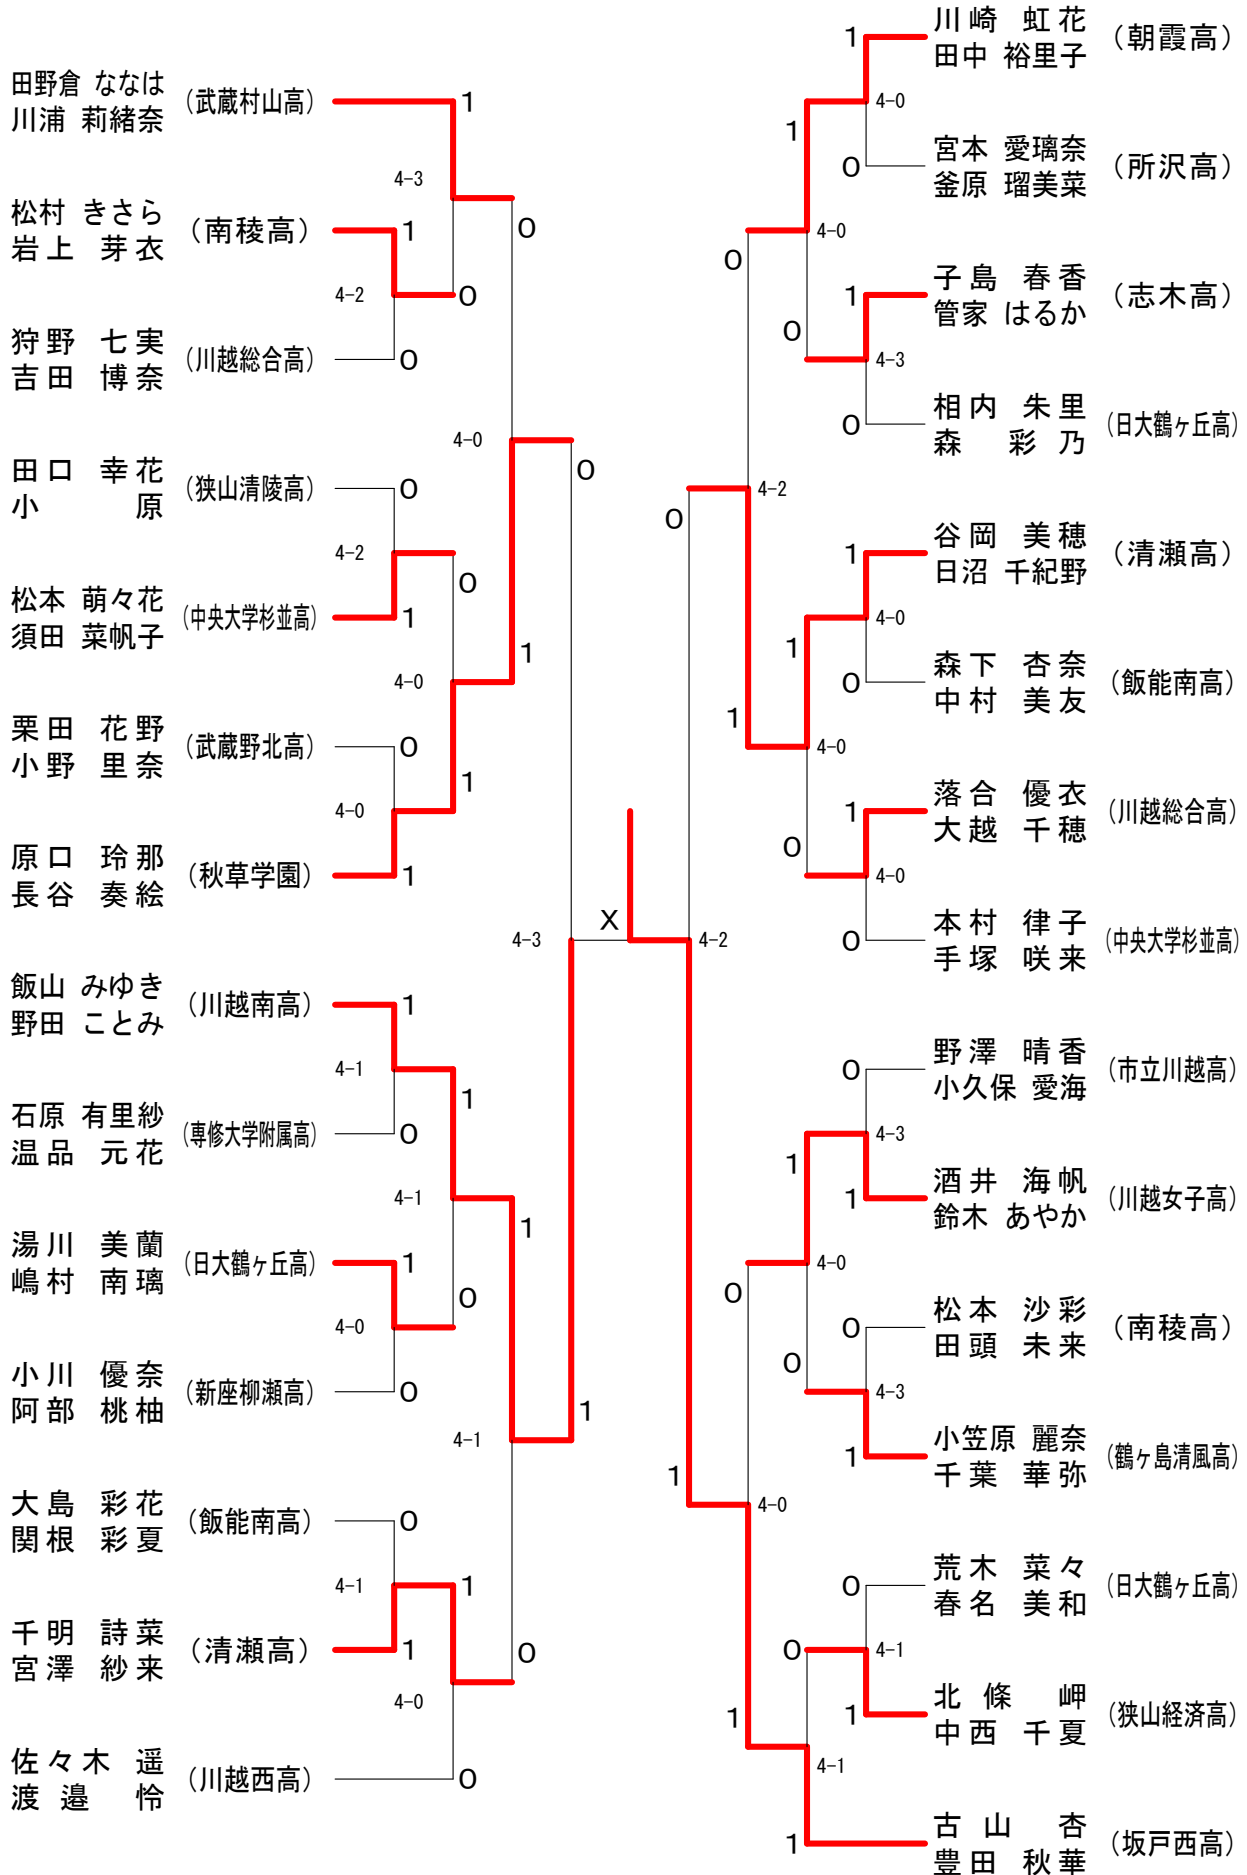 田野倉 ななは
川浦 莉緒奈
(武蔵村山高)
1
4-3
松村 きさら
岩上 芽衣
(南稜高)
1
0
4-2
0
狩野 七実
吉田 博奈
(川越総合高)
0
4-0
0
田口 幸花
小 原
(狭山清陵高)
0
4-2
0
松本 萌々花
須田 菜帆子
(中央大学杉並高)
1
1
4-0
栗田 花野
小野 里奈
(武蔵野北高)
0
1
4-0
原口 玲那
長谷 奏絵
(秋草学園)
1
X
4-3
飯山 みゆき
野田 ことみ
(川越南高)
1
4-1
1
石原 有里紗
温品 元花
(専修大学附属高)
0
4-1
1
湯川 美蘭
嶋村 南璃
(日大鶴ヶ丘高)
1
0
4-0
小川 優奈
阿部 桃柚
(新座柳瀬高)
0
1
4-1
大島 彩花
関根 彩夏
(飯能南高)
0
4-1
1
千明 詩菜
宮澤 紗来
(清瀬高)
1
0
4-0
佐々木 遥
渡邉 怜
(川越西高)
0
1
川崎 虹花
田中 裕里子
(朝霞高)
4-0
1
0
宮本 愛璃奈
釜原 瑠美菜
(所沢高)
4-0
0
1
子島 春香
管家 はるか
(志木高)
0
4-3
0
相内 朱里
森 彩乃
(日大鶴ヶ丘高)
4-2
0
1
谷岡 美穂
日沼 千紀野
(清瀬高)
4-0
1
0
森下 杏奈
中村 美友
(飯能南高)
1
4-0
1
落合 優衣
大越 千穂
(川越総合高)
0
4-0
0
本村 律子
手塚 咲来
(中央大学杉並高)
4-2
0
野澤 晴香
小久保 愛海
(市立川越高)
4-3
1
1
酒井 海帆
鈴木 あやか
(川越女子高)
4-0
0
0
松本 沙彩
田頭 未来
(南稜高)
0
4-3
1
小笠原 麗奈
千葉 華弥
(鶴ヶ島清風高)
1
4-0
0
荒木 菜々
春名 美和
(日大鶴ヶ丘高)
0
4-1
1
北條 岬
中西 千夏
(狭山経済高)
1
4-1
1
古山 杏
豊田 秋華
(坂戸西高)